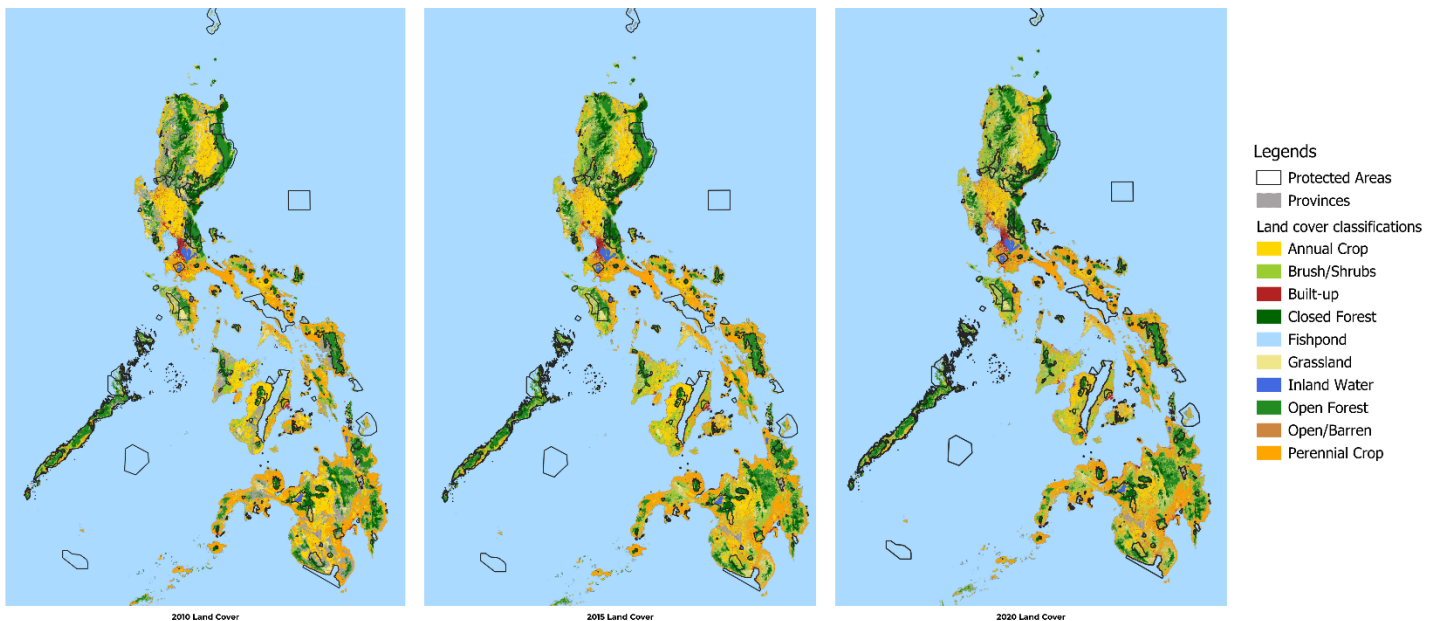 Legends
Protected Areas
Provinces
Land cover classifications
Annual Crop
Brush/Shrubs
Built-up
Closed Forest
Fishpond
Grassland
Inland Water
Open Forest
Open/Barren
Perennial Crop
2010 Land Cover
2015 Land Cover
2020 Land Cover